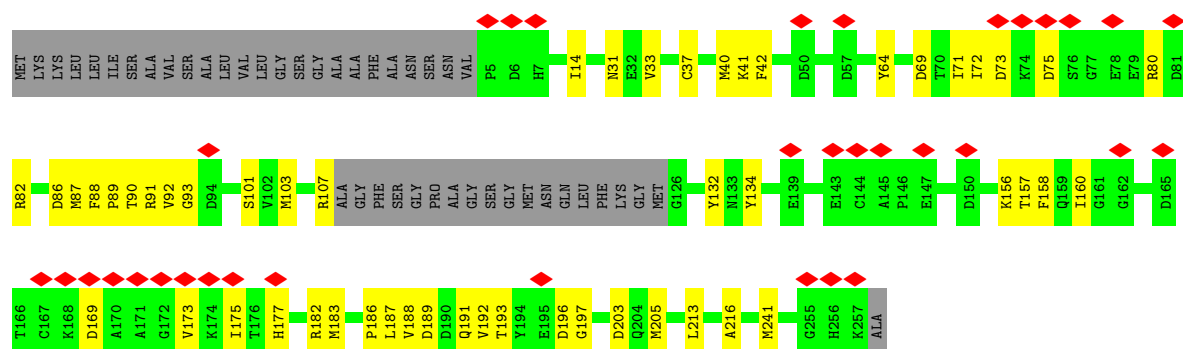 MET LYS LYS LEU LEU ILE SER ALA VAL SER ALA LEU VAL LEU GLY SER GLY ALA ALA PHE ALA ASN SER ASN VAL P5 D6 H7 I14 N31 E32 V33 C37 M40 K41 F42 D50 D57 Y64 D69 T70 I71 I72 D73 K74 D75 S76 G77 E78 E79 R80 D81
R82 D86 M87 F88 P89 T90 R91 V92 G93 D94 S101 V102 M103 R107 ALA GLY PHE SER GLY PRO ALA GLY SER GLY MET ASN GLN LEU PHE LYS GLY MET G126 Y132 N133 Y134 E139 E143 C144 A145 P146 E147 D150 K156 T157 F158 Q159 I160 G161 G162 D165
T166 C167 K168 D169 A170 A171 G172 V173 K174 I175 T176 H177 R182 M183 P186 L187 V188 D189 D190 Q191 V192 T193 Y194 E195 D196 G197 D203 Q204 M205 L213 A216 M241 G255 H256 K257 ALA